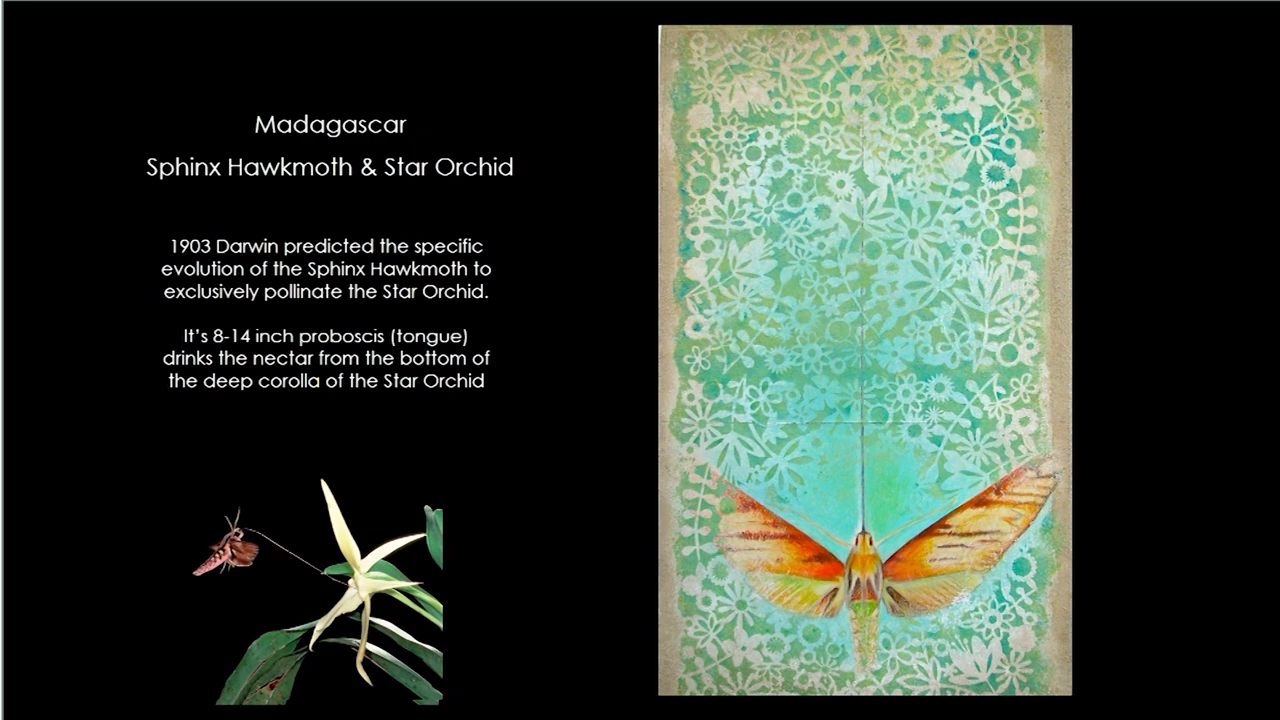 Madagascar
Sphinx Hawkmoth & Star Orchid
1903 Darwin predicted the specific
evolution of the Sphinx Hawkmoth to
exclusively pollinate the Star Orchid.
It's 8-14 inch proboscis (tongue)
drinks the nectar from the bottom of
the deep corolla of the Star Orchid